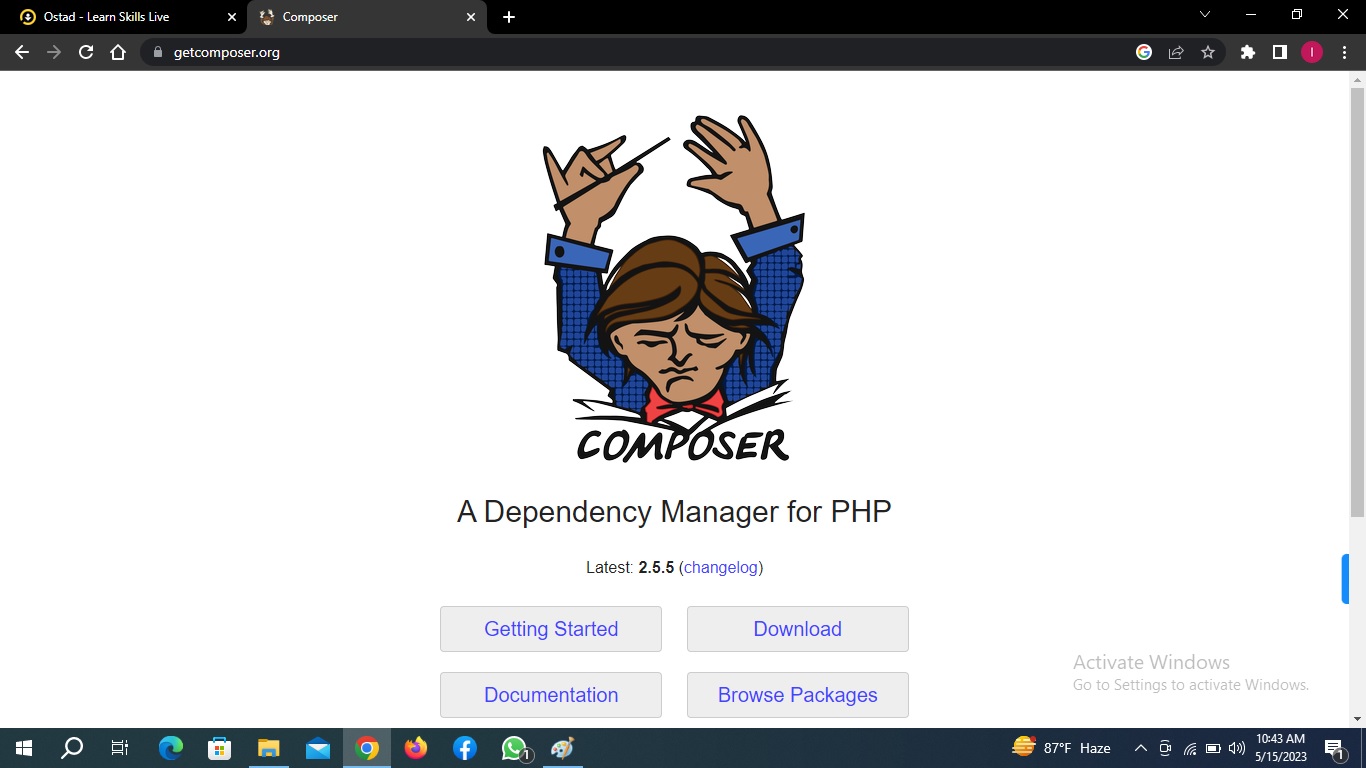 Ostad - Learn Skills Live
Composer
getcomposer.org
I
COMPOSER
A Dependency Manager for PHP
Latest: 2.5.5 (changelog)
Getting Started
Download
Documentation
Browse Packages
Activate Windows
Go to Settings to activate Windows.
1
87°F Haze
10:43 AM
5/15/2023
1